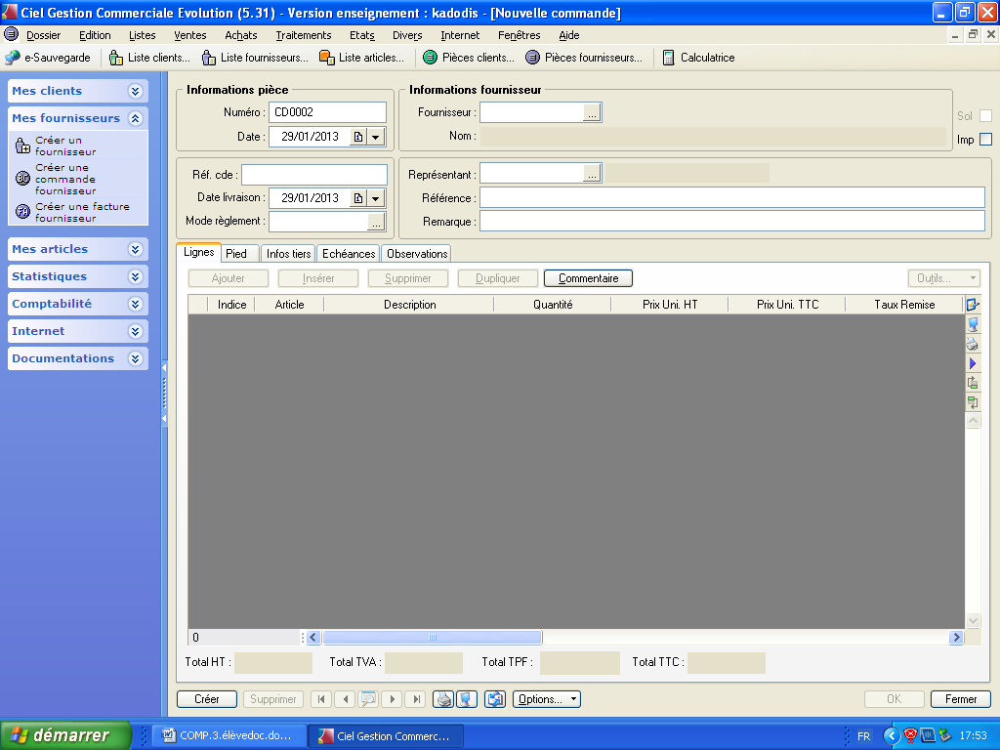 Ciel Gestion Commerciale Evolution (5.31) - Version enseignement : kadodis - [Nouvelle commande]
Dossier Edition Listes Ventes Achats Traitements Etats Divers Internet Fenêtres Aide
e-Sauvegarde Liste clients... Liste fournisseurs... Liste articles... Pièces clients... Pièces fournisseurs... Calculatrice
Mes clients
Mes fournisseurs
Créer un fournisseur
Créer une commande fournisseur
Créer une facture fournisseur
Mes articles
Statistiques
Comptabilité
Internet
Documentations
Informations pièce
Numéro : CD0002
Date : 29/01/2013
Informations fournisseur
Fournisseur : ...
Nom :
Sol
Imp
Réf. cde :
Date livraison : 29/01/2013
Mode règlement : ...
Représentant : ...
Référence :
Remarque :
Lignes Pied Infos tiers Echéances Observations
Ajouter Insérer Supprimer Dupliquer Commentaire Outils...
Indice Article Description Quantité Prix Uni. HT Prix Uni. TTC Taux Remise
0
Total HT : Total TVA : Total TPF : Total TTC :
Créer Supprimer Options... OK Fermer
démarrer COMP.3.élèvedoc.do... Ciel Gestion Commerc... FR 17:53